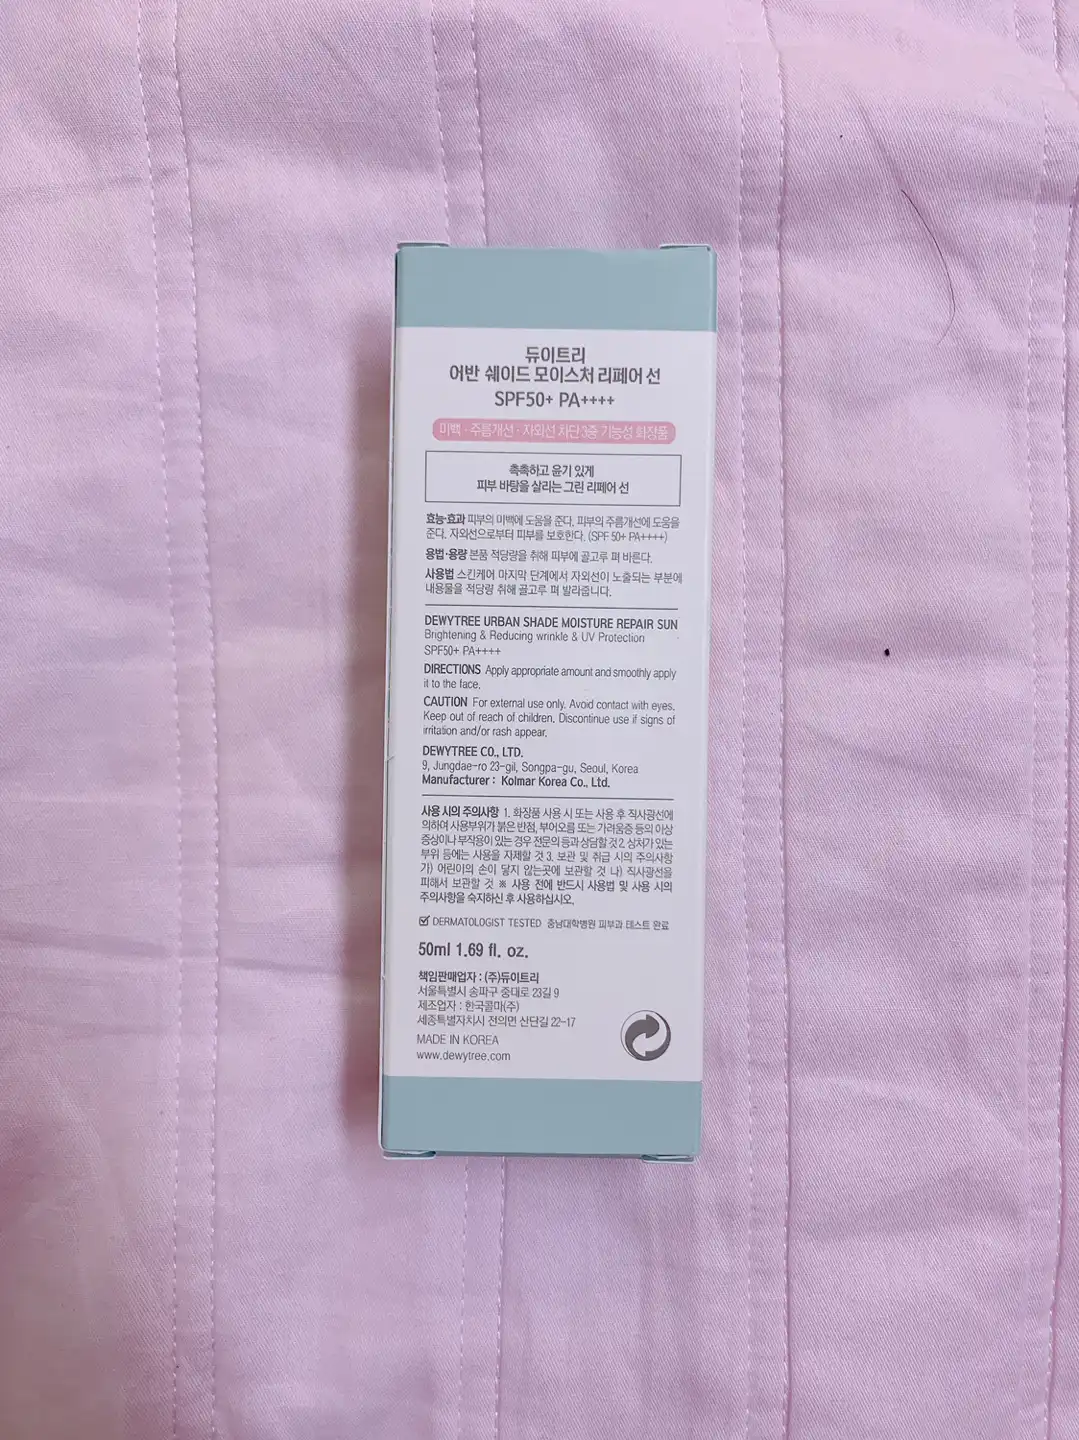 듀이트리
어반 쉐이드 모이스처 리페어 선
SPF50+ PA++++
미백 · 주름개선 · 자외선 차단 3중 기능성 화장품
촉촉하고 윤기 있게
피부 바탕을 살리는 그린 리페어 선
효능·효과 피부의 미백에 도움을 준다. 피부의 주름개선에 도움을
준다. 자외선으로부터 피부를 보호한다. (SPF 50+ PA++++)
용법·용량 본품 적당량을 취해 피부에 골고루 펴 바른다.
사용법 스킨케어 마지막 단계에서 자외선이 노출되는 부분에
내용물을 적당량 취해 골고루 펴 발라줍니다.
DEWYTREE URBAN SHADE MOISTURE REPAIR SUN
Brightening & Reducing wrinkle & UV Protection
SPF50+ PA++++
DIRECTIONS Apply appropriate amount and smoothly apply
it to the face.
CAUTION For external use only. Avoid contact with eyes.
Keep out of reach of children. Discontinue use if signs of
irritation and/or rash appear.
DEWYTREE CO., LTD.
9, Jungdae-ro 23-gil, Songpa-gu, Seoul, Korea
Manufacturer : Kolmar Korea Co., Ltd.
사용 시의 주의사항 1. 화장품 사용 시 또는 사용 후 직사광선에
의하여 사용부위가 붉은 반점, 부어오름 또는 가려움증 등의 이상
증상이나 부작용이 있는 경우 전문의 등과 상담할 것 2. 상처가 있는
부위 등에는 사용을 자제할 것 3. 보관 및 취급 시의 주의사항
가) 어린이의 손이 닿지 않는곳에 보관할 것 나) 직사광선을
피해서 보관할 것 ※ 사용 전에 반드시 사용법 및 사용 시의
주의사항을 숙지하신 후 사용하십시오.
DERMATOLOGIST TESTED 충남대학병원 피부과 테스트 완료
50ml 1.69 fl. oz.
책임판매업자 : (주)듀이트리
서울특별시 송파구 중대로 23길 9
제조업자 : 한국콜마(주)
세종특별자치시 전의면 산단길 22-17
MADE IN KOREA
www.dewytree.com